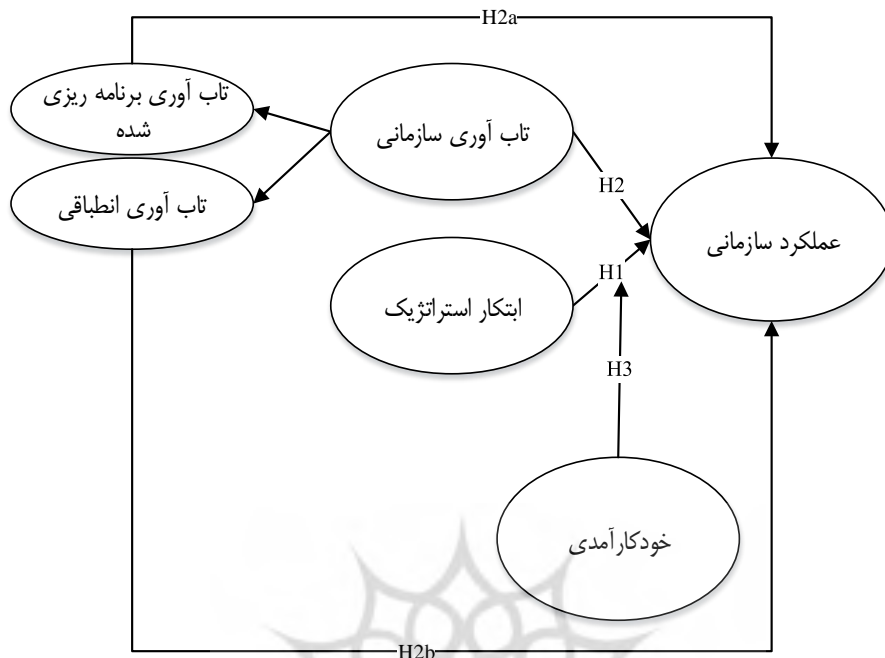 H2a
تاب آوری برنامه ریزی
شده
تاب آوری سازمانی
تاب آوری انطباقی
H2
عملکرد سازمانی
H1
ابتکار استراتژیک
H3
خودکارآمدی
H2b